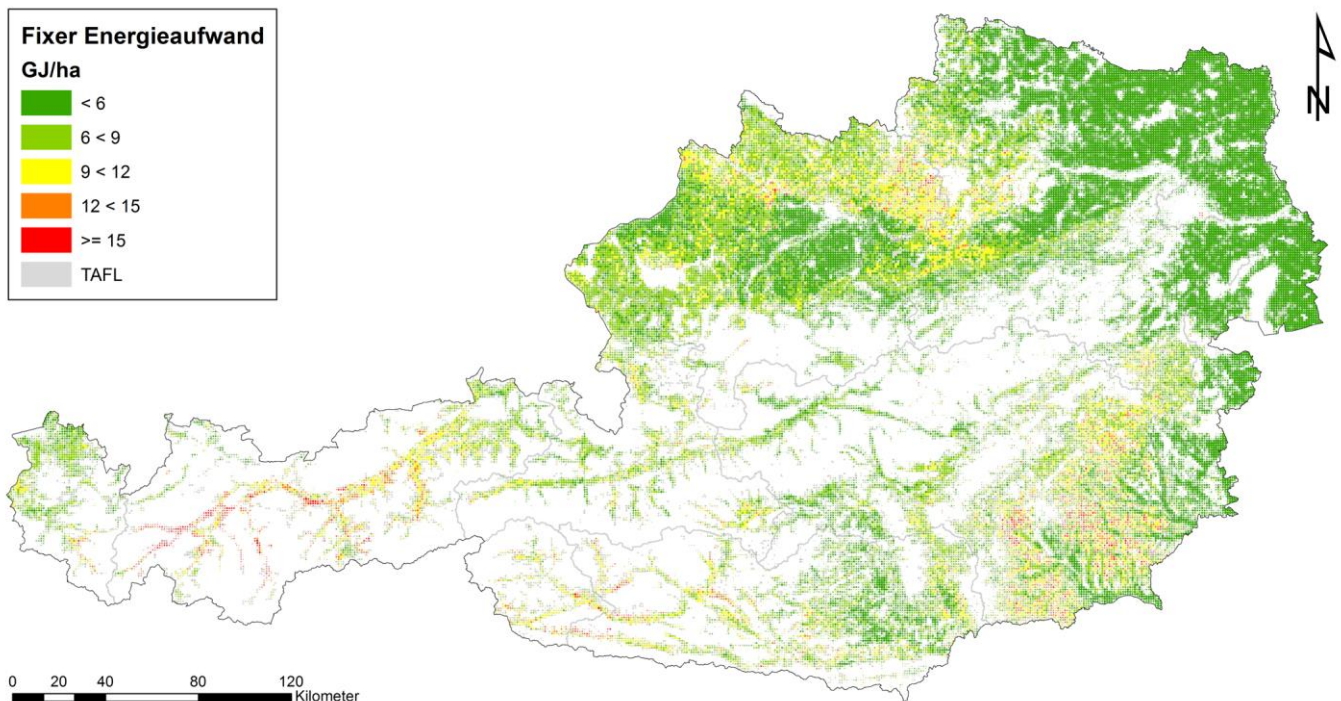 Fixer Energieaufwand
GJ/ha
< 6
6 < 9
9 < 12
12 < 15
>= 15
TAFL
N
0 20 40 80 120
Kilometer